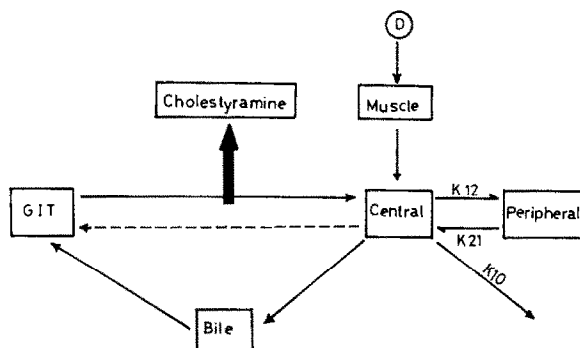 D
Cholestyramine
Muscle
GIT
Central
K12
K21
Peripheral
K10
Bile